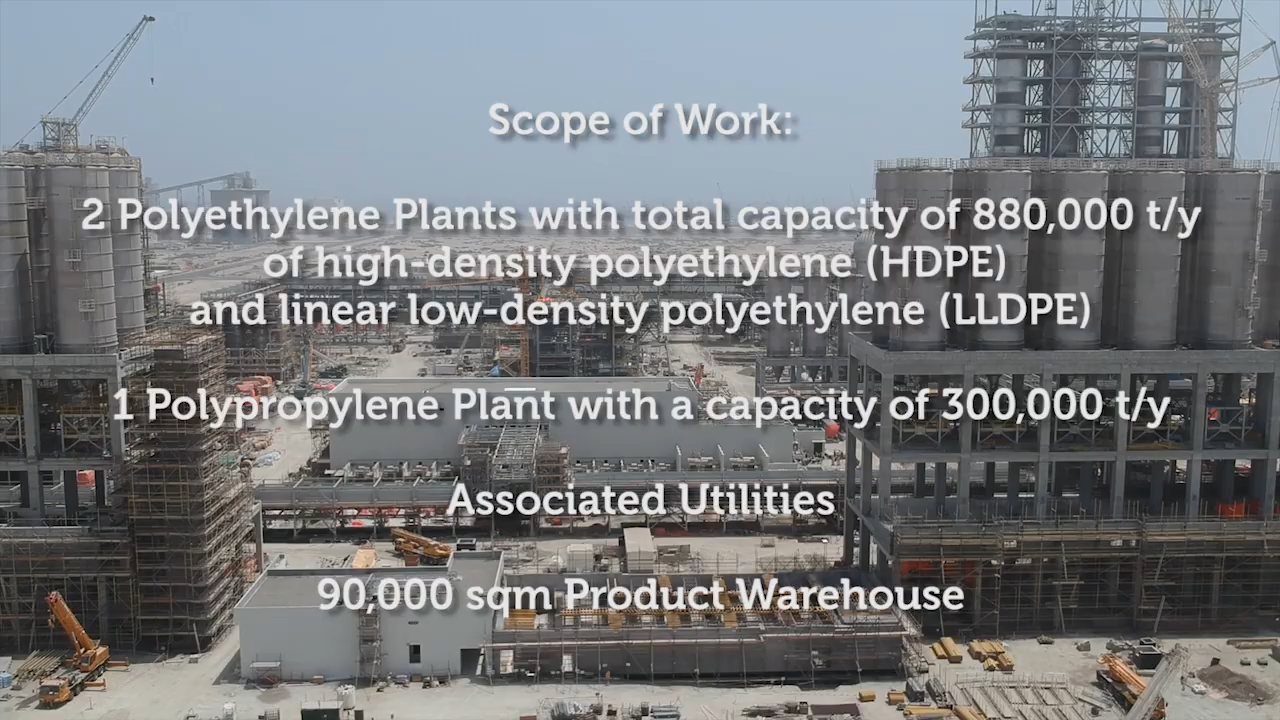 Scope of Work:
2 Polyethylene Plants with total capacity of 880,000 t/y
of high-density polyethylene (HDPE)
and linear low-density polyethylene (LLDPE)
1 Polypropylene Plant with a capacity of 300,000 t/y
Associated Utilities
90,000 sqm Product Warehouse